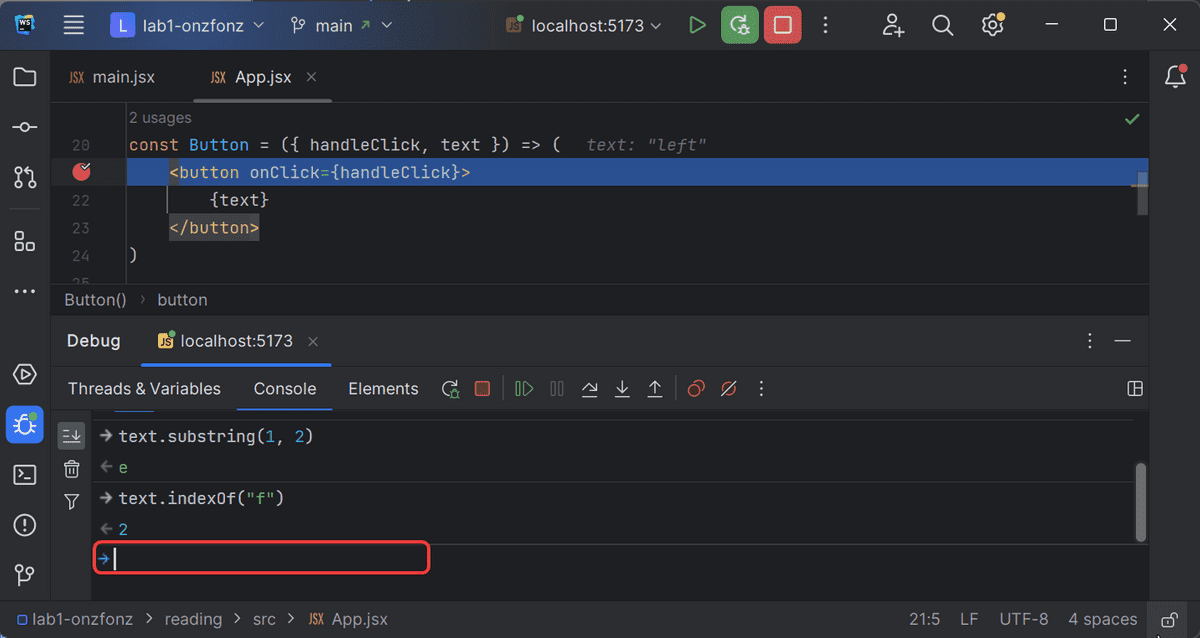 WS
L lab1-onzfonz main localhost:5173
JSX main.jsx JSX App.jsx
2 usages
20 const Button = ({ handleClick, text }) => ( text: "left"
<button onClick={handleClick}>
22 {text}
23 </button>
24 )
25
Button() › button
Debug JS localhost:5173
Threads & Variables Console Elements
text.substring(1, 2)
e
text.indexOf("f")
2
lab1-onzfonz > reading > src > JSX App.jsx 21:5 LF UTF-8 4 spaces